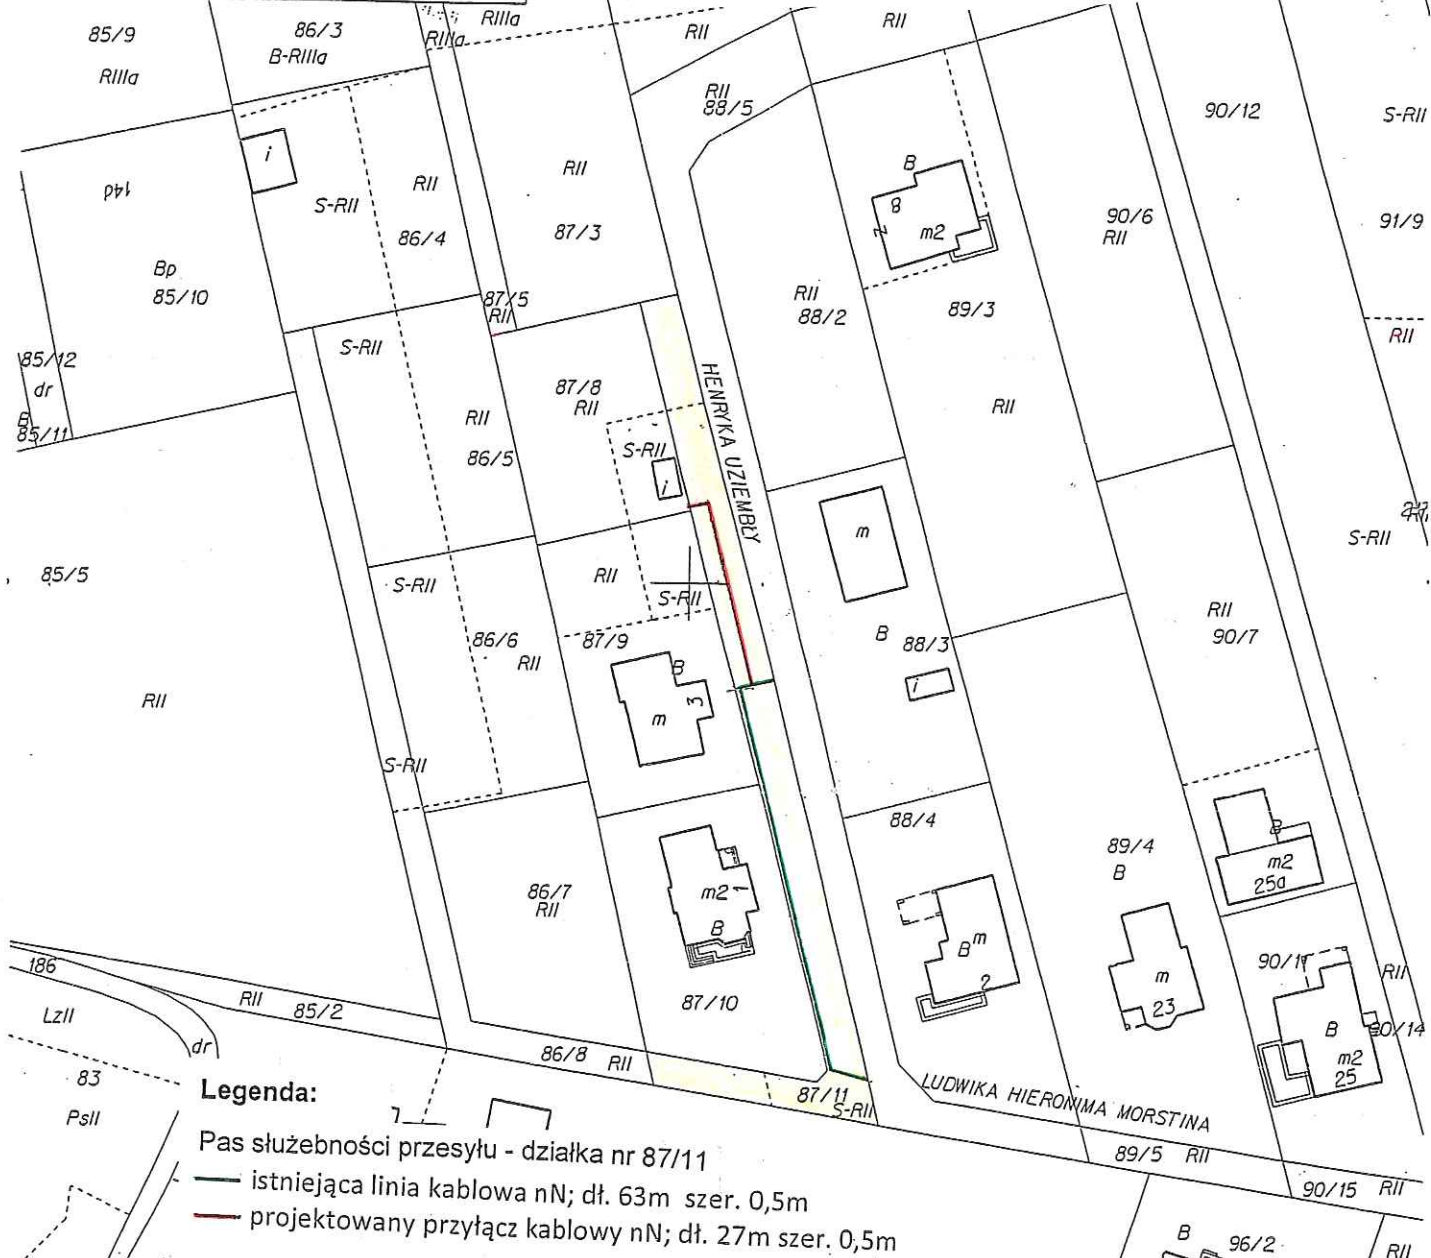 85/9
RIIIa
86/3
B-RIIIa
RIIIa
RIIIa
RII
RII
RII
88/5
90/12
S-RII
14d
i
S-RII
RII
86/4
RII
87/3
B
8
m2
90/6
RII
91/9
Bp
85/10
87/5
RII
RII
88/2
89/3
RII
S-RII
85/12
dr
B
85/11
87/8
RII
RII
86/5
HENRYKA UZIEMBŁY
RII
S-RII
i
m
S-RII
85/5
S-RII
RII
S-RII
RII
90/7
86/6
RII
87/9
B
3
m
B
88/3
i
RII
S-RII
88/4
89/4
B
B
m2
25a
86/7
RII
m2
1
B
B
m
2
m
23
90/11
RII
186
LzII
RII
85/2
87/10
B
m2
25
90/14
dr
86/8
RII
83
PsII
87/11
S-RII
LUDWIKA HIERONIMA MORSTINA
89/5
RII
90/15
RII
B
96/2
RII
Legenda:
Pas służebności przesyłu - działka nr 87/11
istniejąca linia kablowa nN; dł. 63m szer. 0,5m
projektowany przyłącz kablowy nN; dł. 27m szer. 0,5m